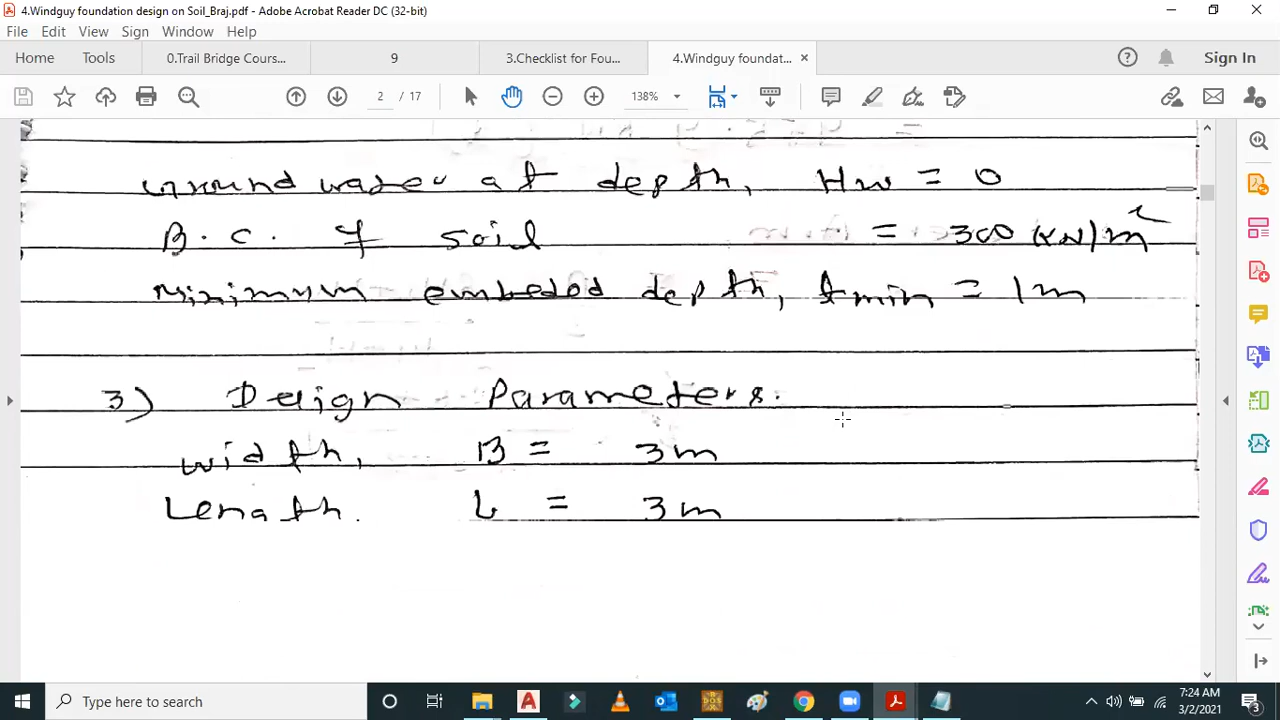 4.Windguy foundation design on Soil_Braj.pdf - Adobe Acrobat Reader DC (32-bit)
File Edit View Sign Window Help
Home Tools 0.Trail Bridge Cours... 9 3.Checklist for Fou... 4.Windguy foundat... ×
? Sign In
2 / 17 138%
Ground water at depth, Hw = 0
B.C. of soil = 300 KN/m²
Minimum embeded depth, tmin = 1m
3) Design Parameters.
Width, B = 3m
Length. L = 3m
Type here to search
7:24 AM
3/2/2021
3